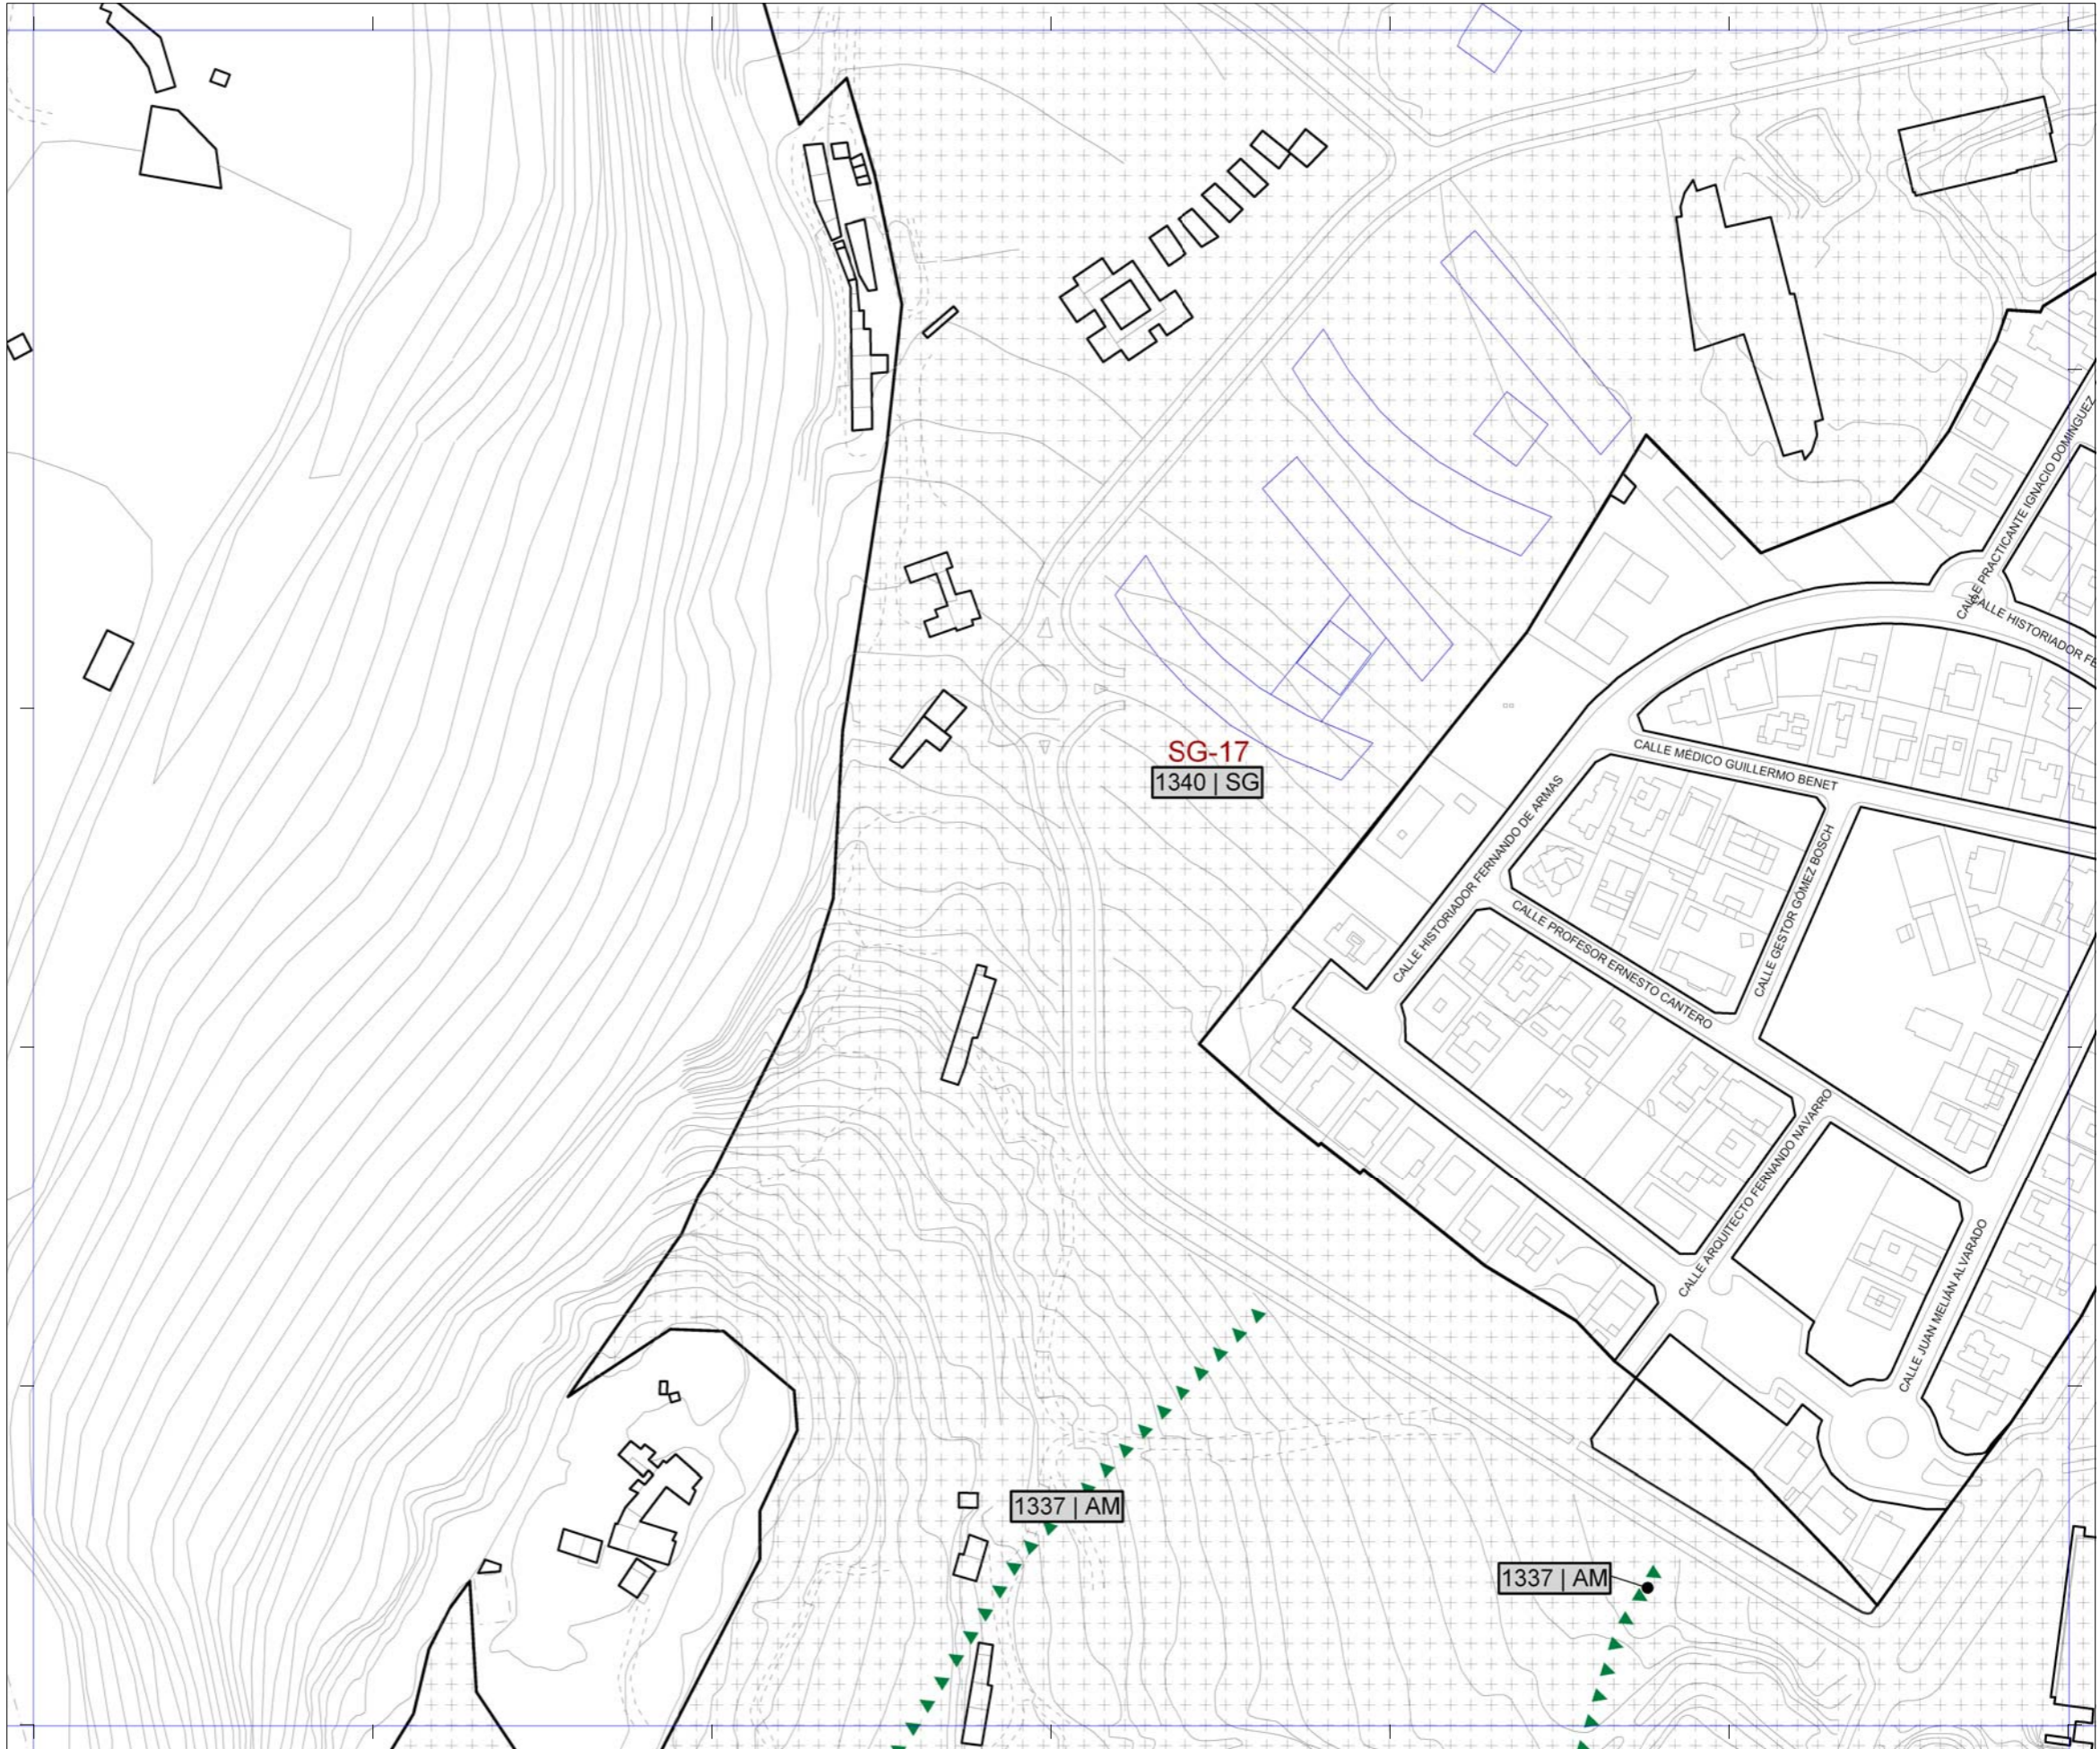 CALLE PRACTICANTE IGNACIO DOMINGUEZ
CALLE HISTORIADOR FE
SG-17
1340 | SG
CALLE MÉDICO GUILLERMO BENET
CALLE HISTORIADOR FERNANDO DE ARMAS
CALLE GESTOR GÓMEZ BOSCH
CALLE PROFESOR ERNESTO CANTERO
CALLE ARQUITECTO FERNANDO NAVARRO
CALLE JUAN MELIÁN ALVARADO
1337 | AM
1337 | AM